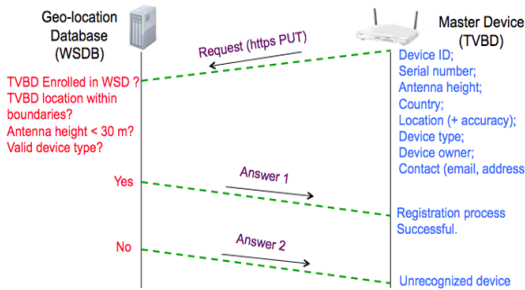 Geo-location
Database
(WSDB)
Master Device
(TVBD)
Request (https PUT)
TVBD Enrolled in WSD ?
TVBD location within
boundaries?
Antenna height < 30 m?
Valid device type?
Device ID;
Serial number;
Antenna height;
Country;
Location (+ accuracy);
Device type;
Device owner;
Contact (email, address
Yes
Answer 1
Registration process
Successful.
No
Answer 2
Unrecognized device